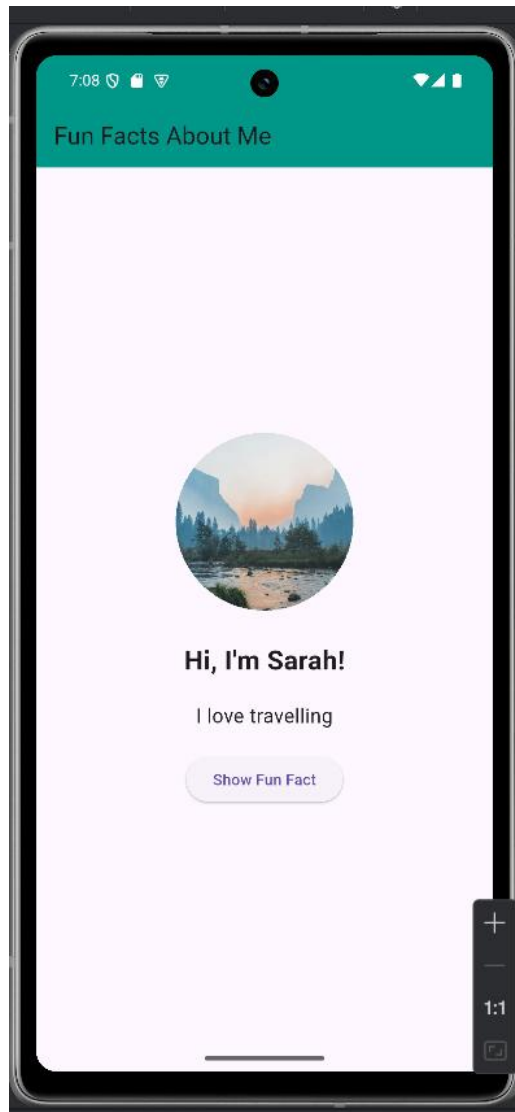 7:08
Fun Facts About Me
Hi, I'm Sarah!
I love travelling
Show Fun Fact
1:1